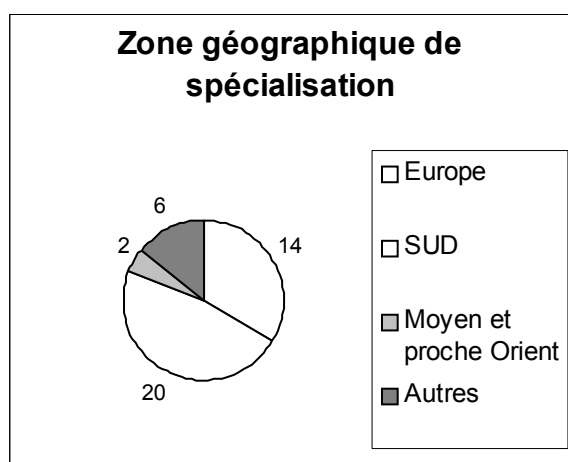 Zone géographique de
spécialisation
6
2
14
20
Europe
SUD
Moyen et
proche Orient
Autres